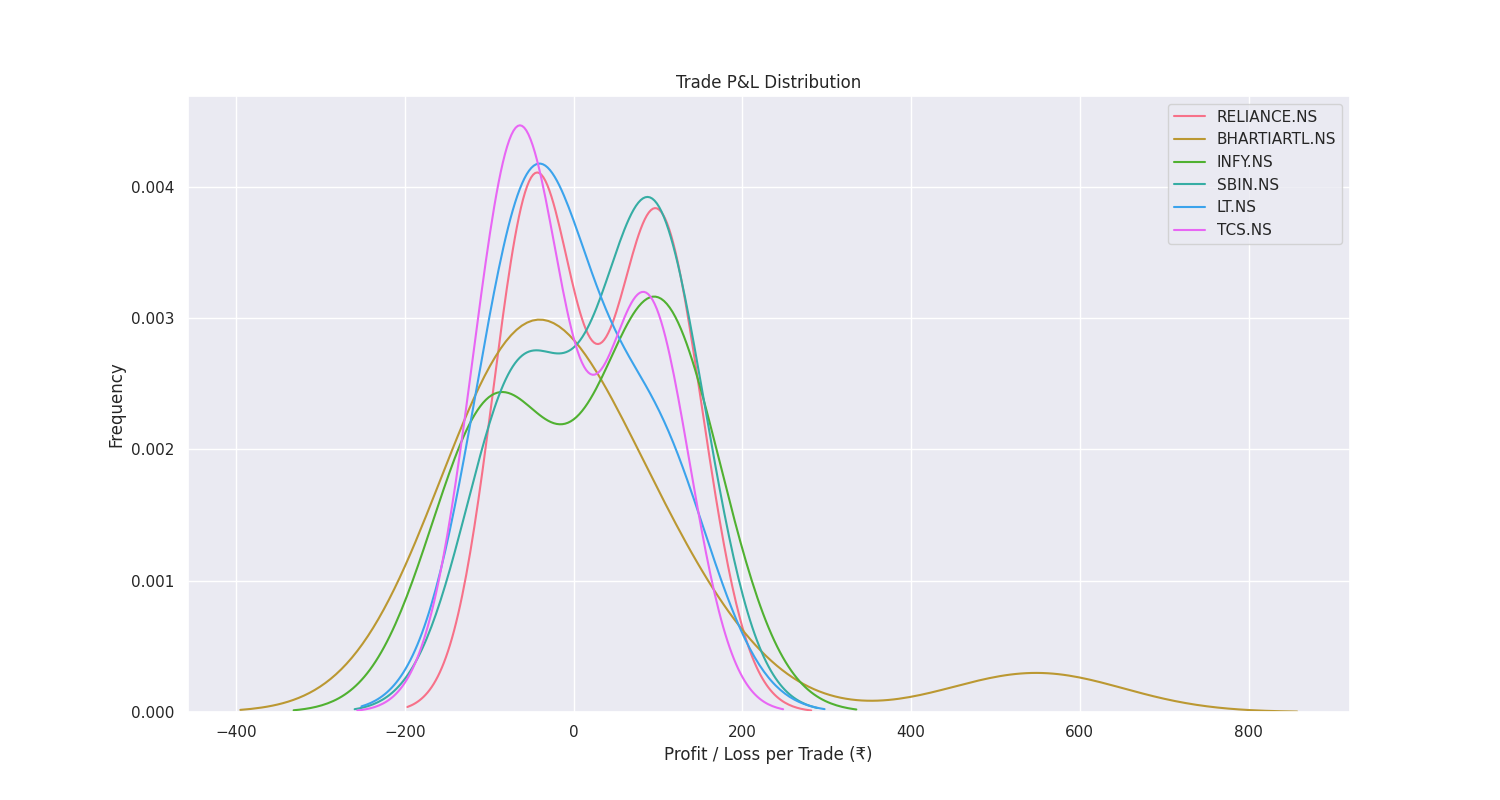 Trade P&L Distribution
RELIANCE.NS
BHARTIARTL.NS
INFY.NS
SBIN.NS
LT.NS
TCS.NS
Frequency
0.004
0.003
0.002
0.001
0.000
−400 −200 0 200 400 600 800
Profit / Loss per Trade (₹)